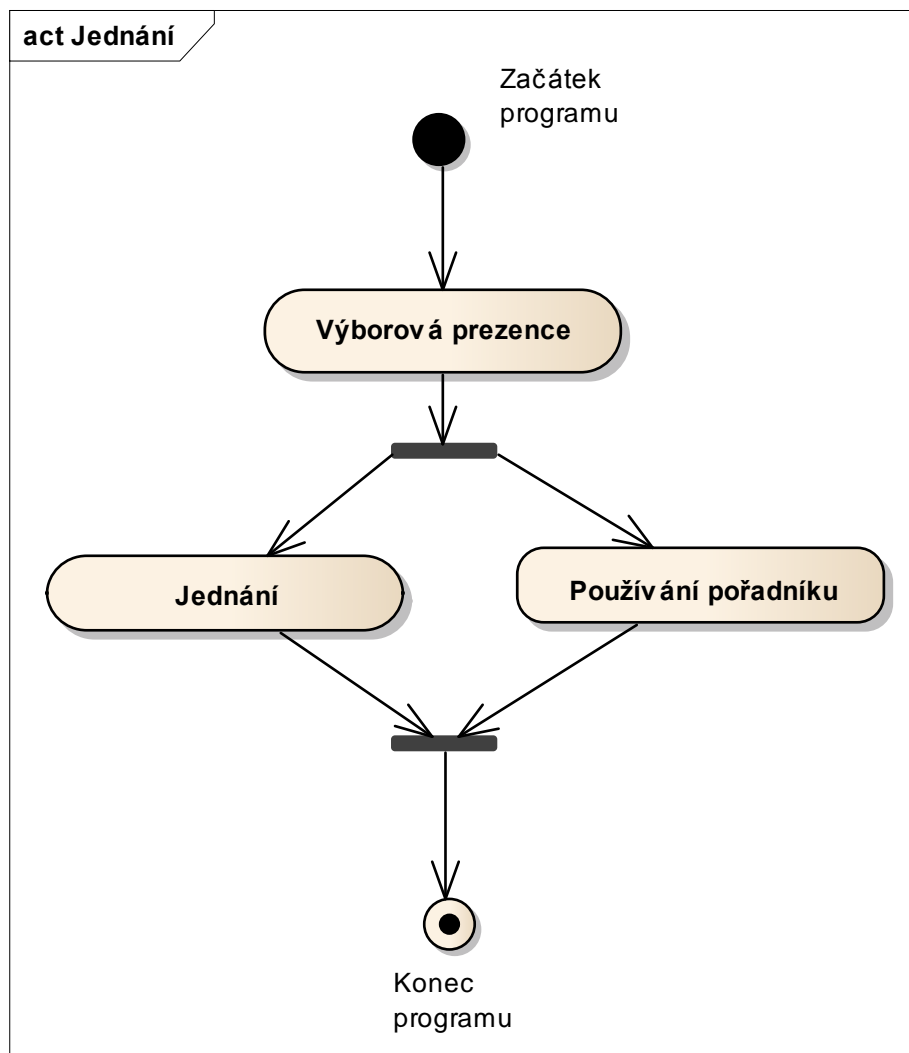 act Jednání
Začátek
programu
Výborová prezence
Jednání
Používání pořadníku
Konec
programu